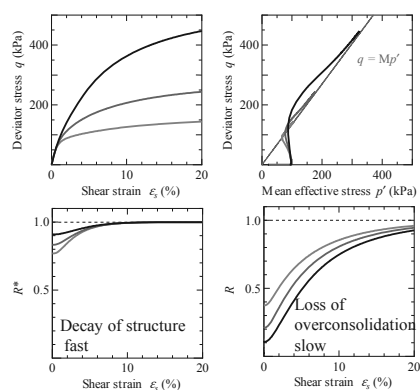 400
200
0
10
20
Deviator stress q (kPa)
Shear strain εs (%)
400
200
0
200
400
Deviator stress q (kPa)
q = Mp′
Mean effective stress p′ (kPa)
1.0
0.5
0
10
20
R*
Decay of structure
fast
Shear strain εs (%)
1.0
0.5
0
10
20
R
Loss of
overconsolidation
slow
Shear strain εs (%)